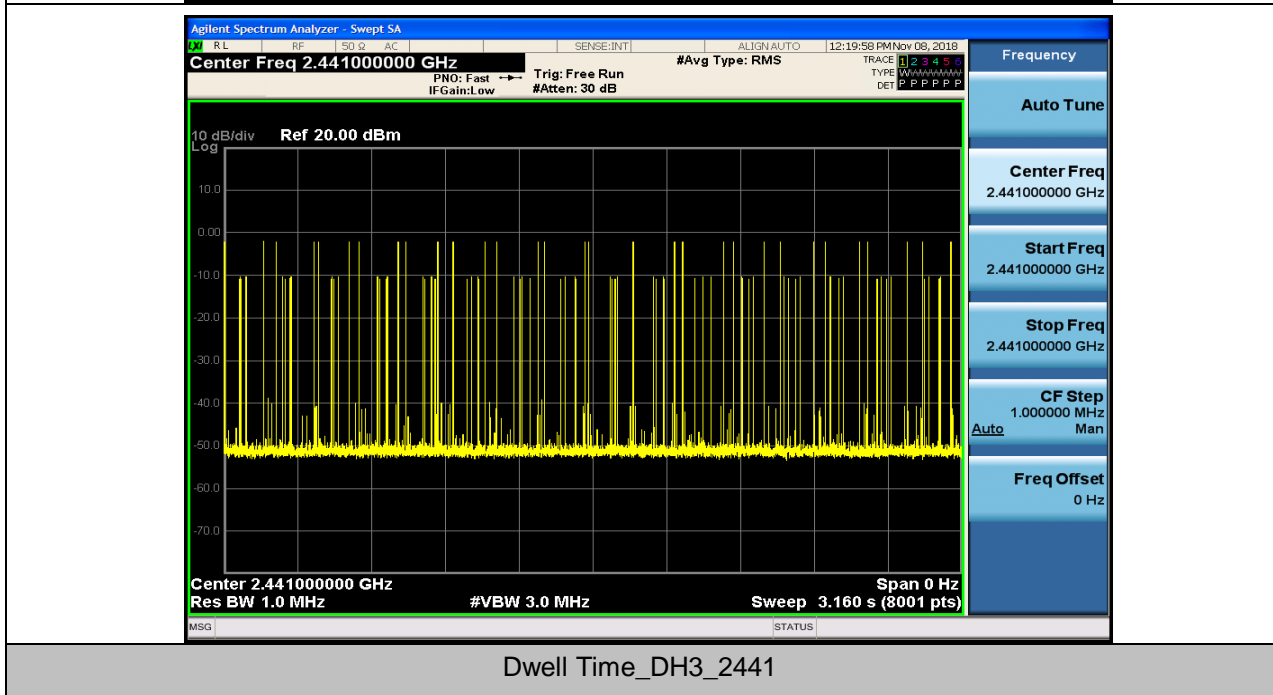 Agilent Spectrum Analyzer - Swept SA
LXI RL RF 50 Ω AC SENSE:INT ALIGN AUTO 12:19:58 PM Nov 08, 2018
Center Freq 2.441000000 GHz #Avg Type: RMS TRACE 1 2 3 4 5 6
PNO: Fast Trig: Free Run TYPE WWWWWW
IFGain:Low #Atten: 30 dB DET P P P P P P
10 dB/div Ref 20.00 dBm
Log
10.0
0.00
-10.0
-20.0
-30.0
-40.0
-50.0
-60.0
-70.0
Center 2.441000000 GHz Span 0 Hz
Res BW 1.0 MHz #VBW 3.0 MHz Sweep 3.160 s (8001 pts)
MSG STATUS
Frequency
Auto Tune
Center Freq
2.441000000 GHz
Start Freq
2.441000000 GHz
Stop Freq
2.441000000 GHz
CF Step
1.000000 MHz
Auto Man
Freq Offset
0 Hz
Dwell Time_DH3_2441